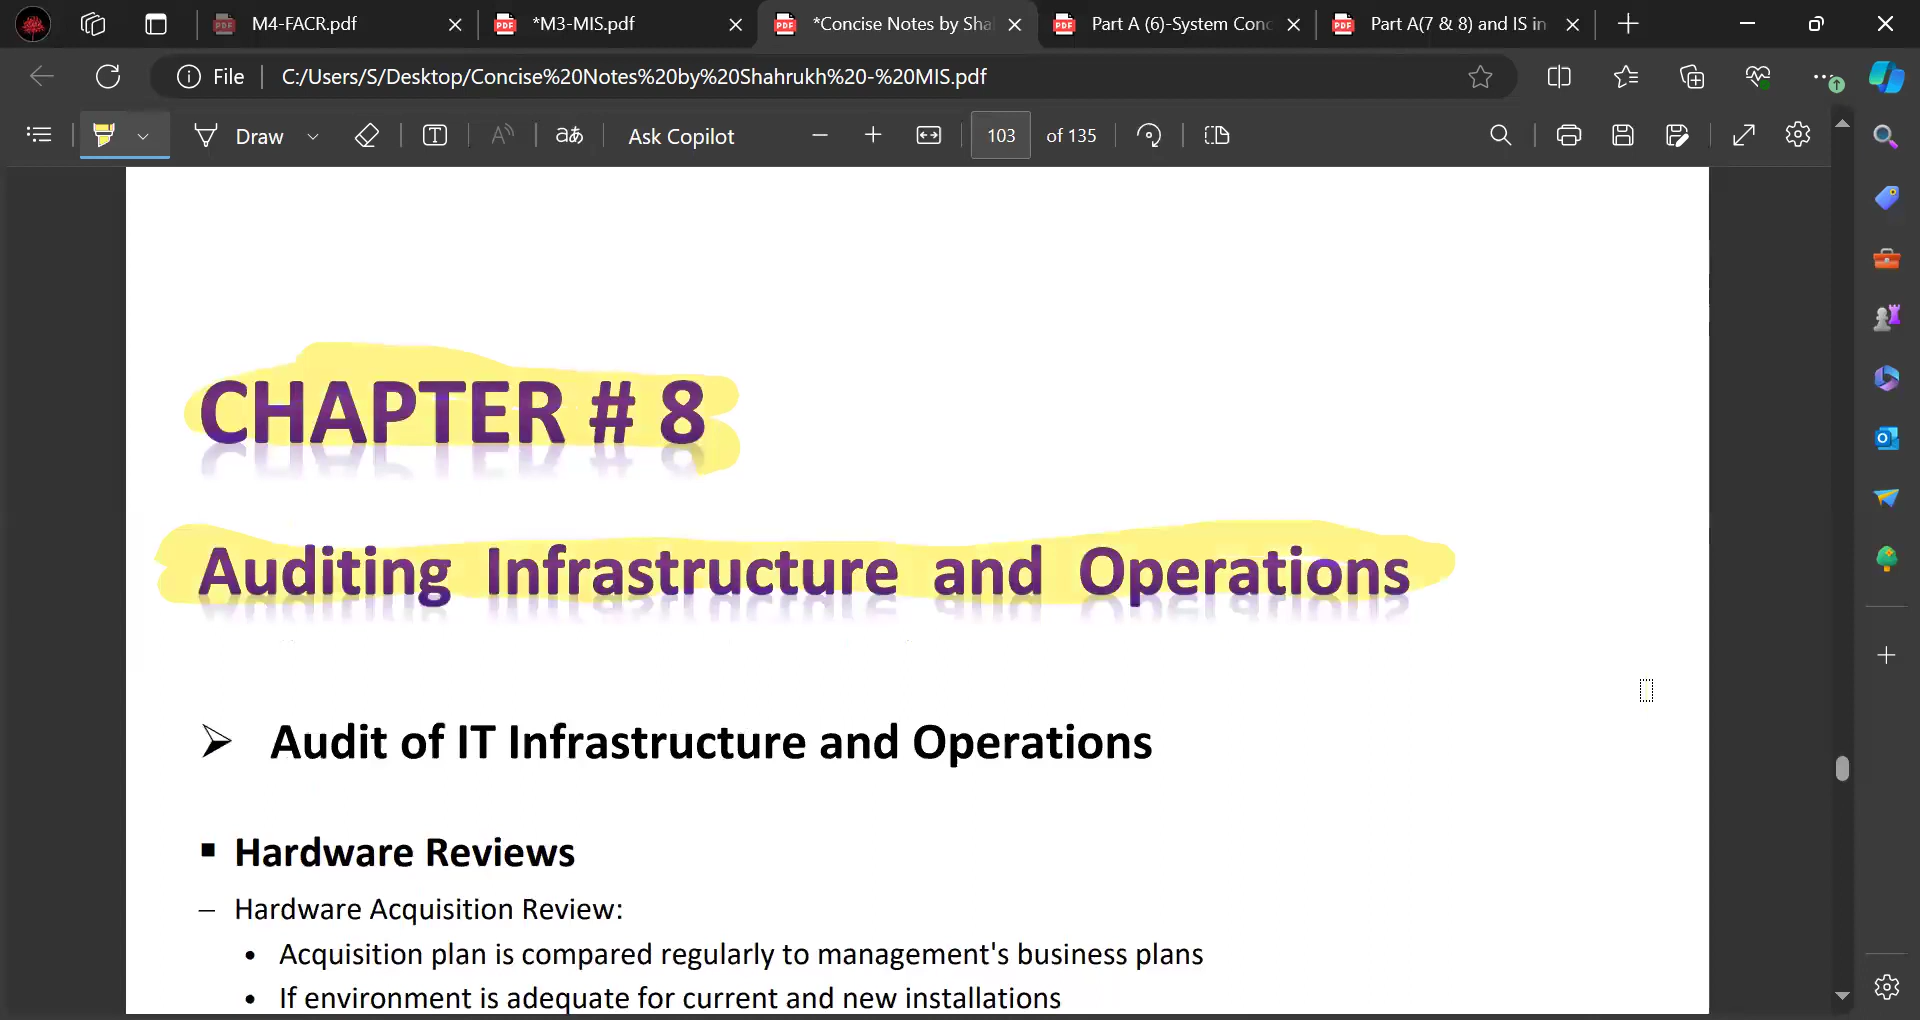 M4-FACR.pdf
*M3-MIS.pdf
*Concise Notes by Sha
Part A (6)-System Conc
Part A(7 & 8) and IS in
File
C:/Users/S/Desktop/Concise%20Notes%20by%20Shahrukh%20-%20MIS.pdf
Draw
aあ
Ask Copilot
103 of 135
CHAPTER # 8
Auditing Infrastructure and Operations
➢ Audit of IT Infrastructure and Operations
▪ Hardware Reviews
– Hardware Acquisition Review:
• Acquisition plan is compared regularly to management's business plans
• If environment is adequate for current and new installations